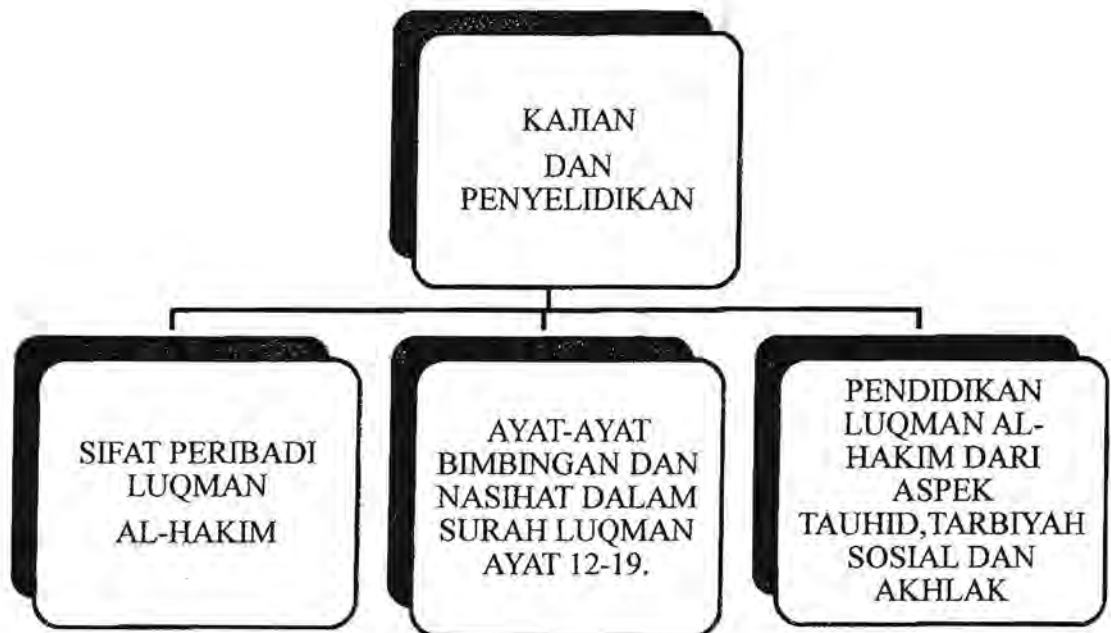 KAJIAN
DAN
PENYELIDIKAN
SIFAT PERIBADI
LUQMAN
AL-HAKIM
AYAT-AYAT
BIMBINGAN DAN
NASIHAT DALAM
SURAH LUQMAN
AYAT 12-19.
PENDIDIKAN
LUQMAN AL-
HAKIM DARI
ASPEK
TAUHID,TARBIYAH
SOSIAL DAN
AKHLAK